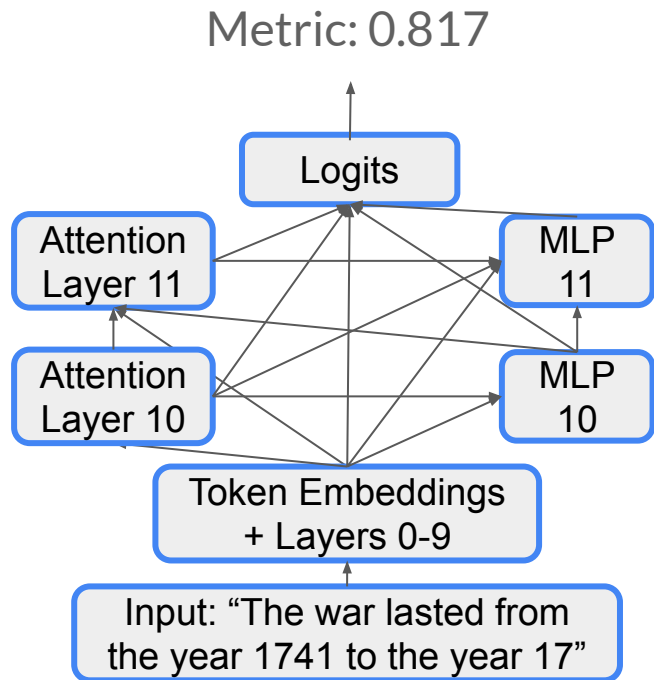 Metric: 0.817
Logits
Attention
Layer 11
MLP
11
Attention
Layer 10
MLP
10
Token Embeddings
+ Layers 0-9
Input: “The war lasted from
the year 1741 to the year 17”